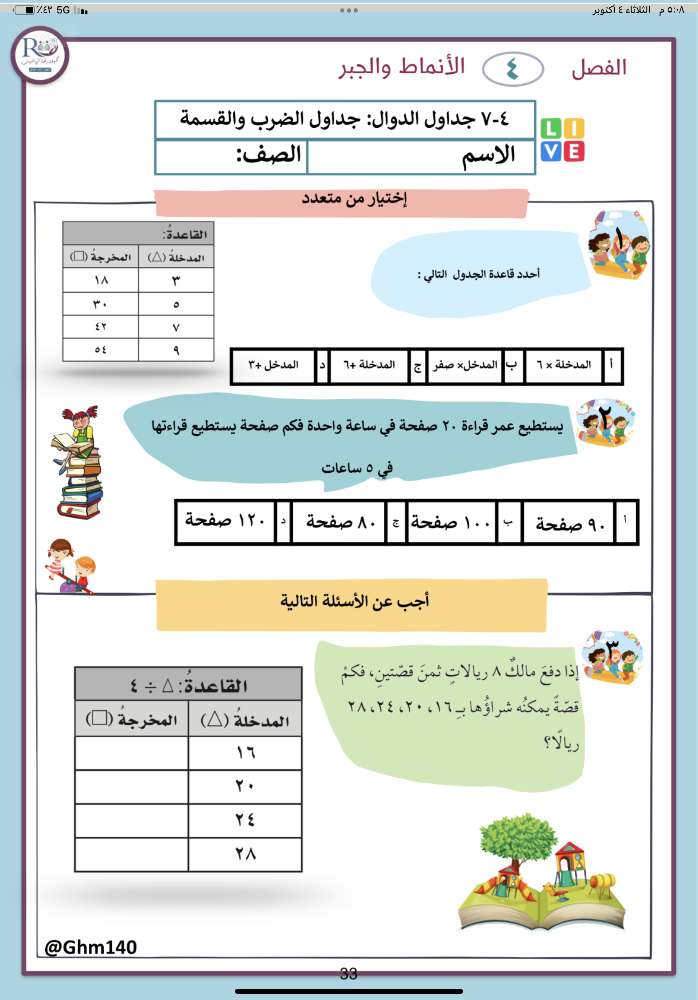 ٥:٠٨ م الثلاثاء ٤ أكتوبر
٪٤٢ 5G
R
مجموعة رفعة الرياضيات
الفصل ٤ الأنماط والجبر
٤-٧ جداول الدوال: جداول الضرب والقسمة
الاسم الصف:
L I
V E
إختيار من متعدد
١
أحدد قاعدة الجدول التالي :
القاعدةُ:
المدخلةُ (△) المخرجةُ (□)
٣ ١٨
٥ ٣٠
٧ ٤٢
٩ ٥٤
أ المدخلة × ٦ ب المدخل× صفر ج المدخلة +٦ د المدخل +٣
٢
يستطيع عمر قراءة ٢٠ صفحة في ساعة واحدة فكم صفحة يستطيع قراءتها
في ٥ ساعات
أ ٩٠ صفحة ب ١٠٠ صفحة ج ٨٠ صفحة د ١٢٠ صفحة
أجب عن الأسئلة التالية
٣
إذا دفعَ مالكٌ ٨ ريالاتٍ ثمنَ قصّتينِ، فكمْ
قصّةً يمكنُه شراؤُها بـِ ١٦، ٢٠، ٢٤، ٢٨
ريالًا؟
القاعدةُ: △ ÷ ٤
المدخلةُ (△) المخرجةُ (□)
١٦
٢٠
٢٤
٢٨
@Ghm140
33